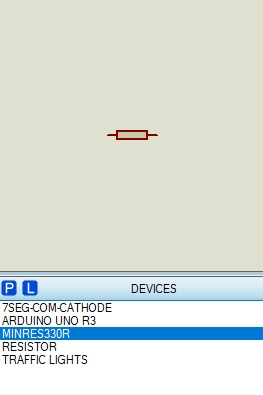 P L DEVICES
7SEG-COM-CATHODE
ARDUINO UNO R3
MINRES330R
RESISTOR
TRAFFIC LIGHTS